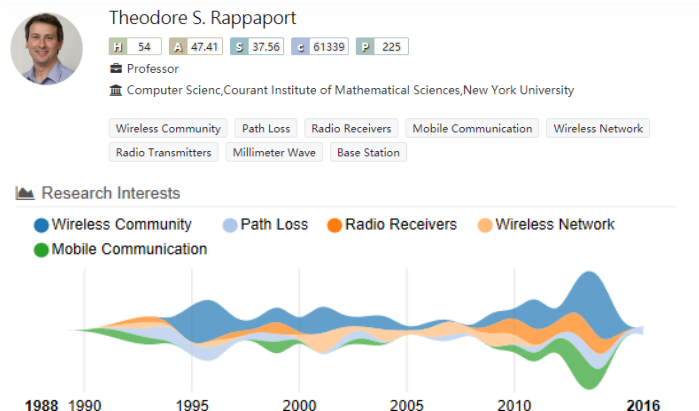 Theodore S. Rappaport
H 54 A 47.41 S 37.56 c 61339 P 225
Professor
Computer Scienc,Courant Institute of Mathematical Sciences,New York University
Wireless Community Path Loss Radio Receivers Mobile Communication Wireless Network
Radio Transmitters Millimeter Wave Base Station
Research Interests
Wireless Community Path Loss Radio Receivers Wireless Network
Mobile Communication
1988 1990 1995 2000 2005 2010 2016